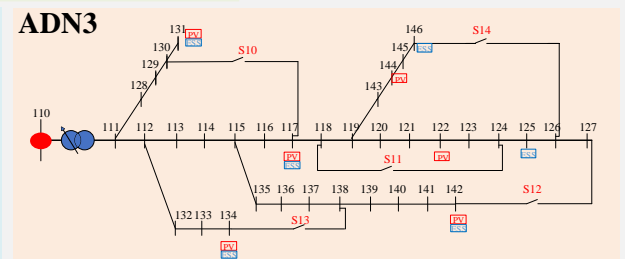 ADN3
131 PV
ESS
130
S10
129
128
146
S14
145 ESS
144
PV
143
110
111 112 113 114 115 116 117 118 119 120 121 122 123 124 125 126 127
PV
ESS
S11
PV
ESS
135 136 137 138 139 140 141 142
S12
PV
ESS
132 133 134
S13
PV
ESS